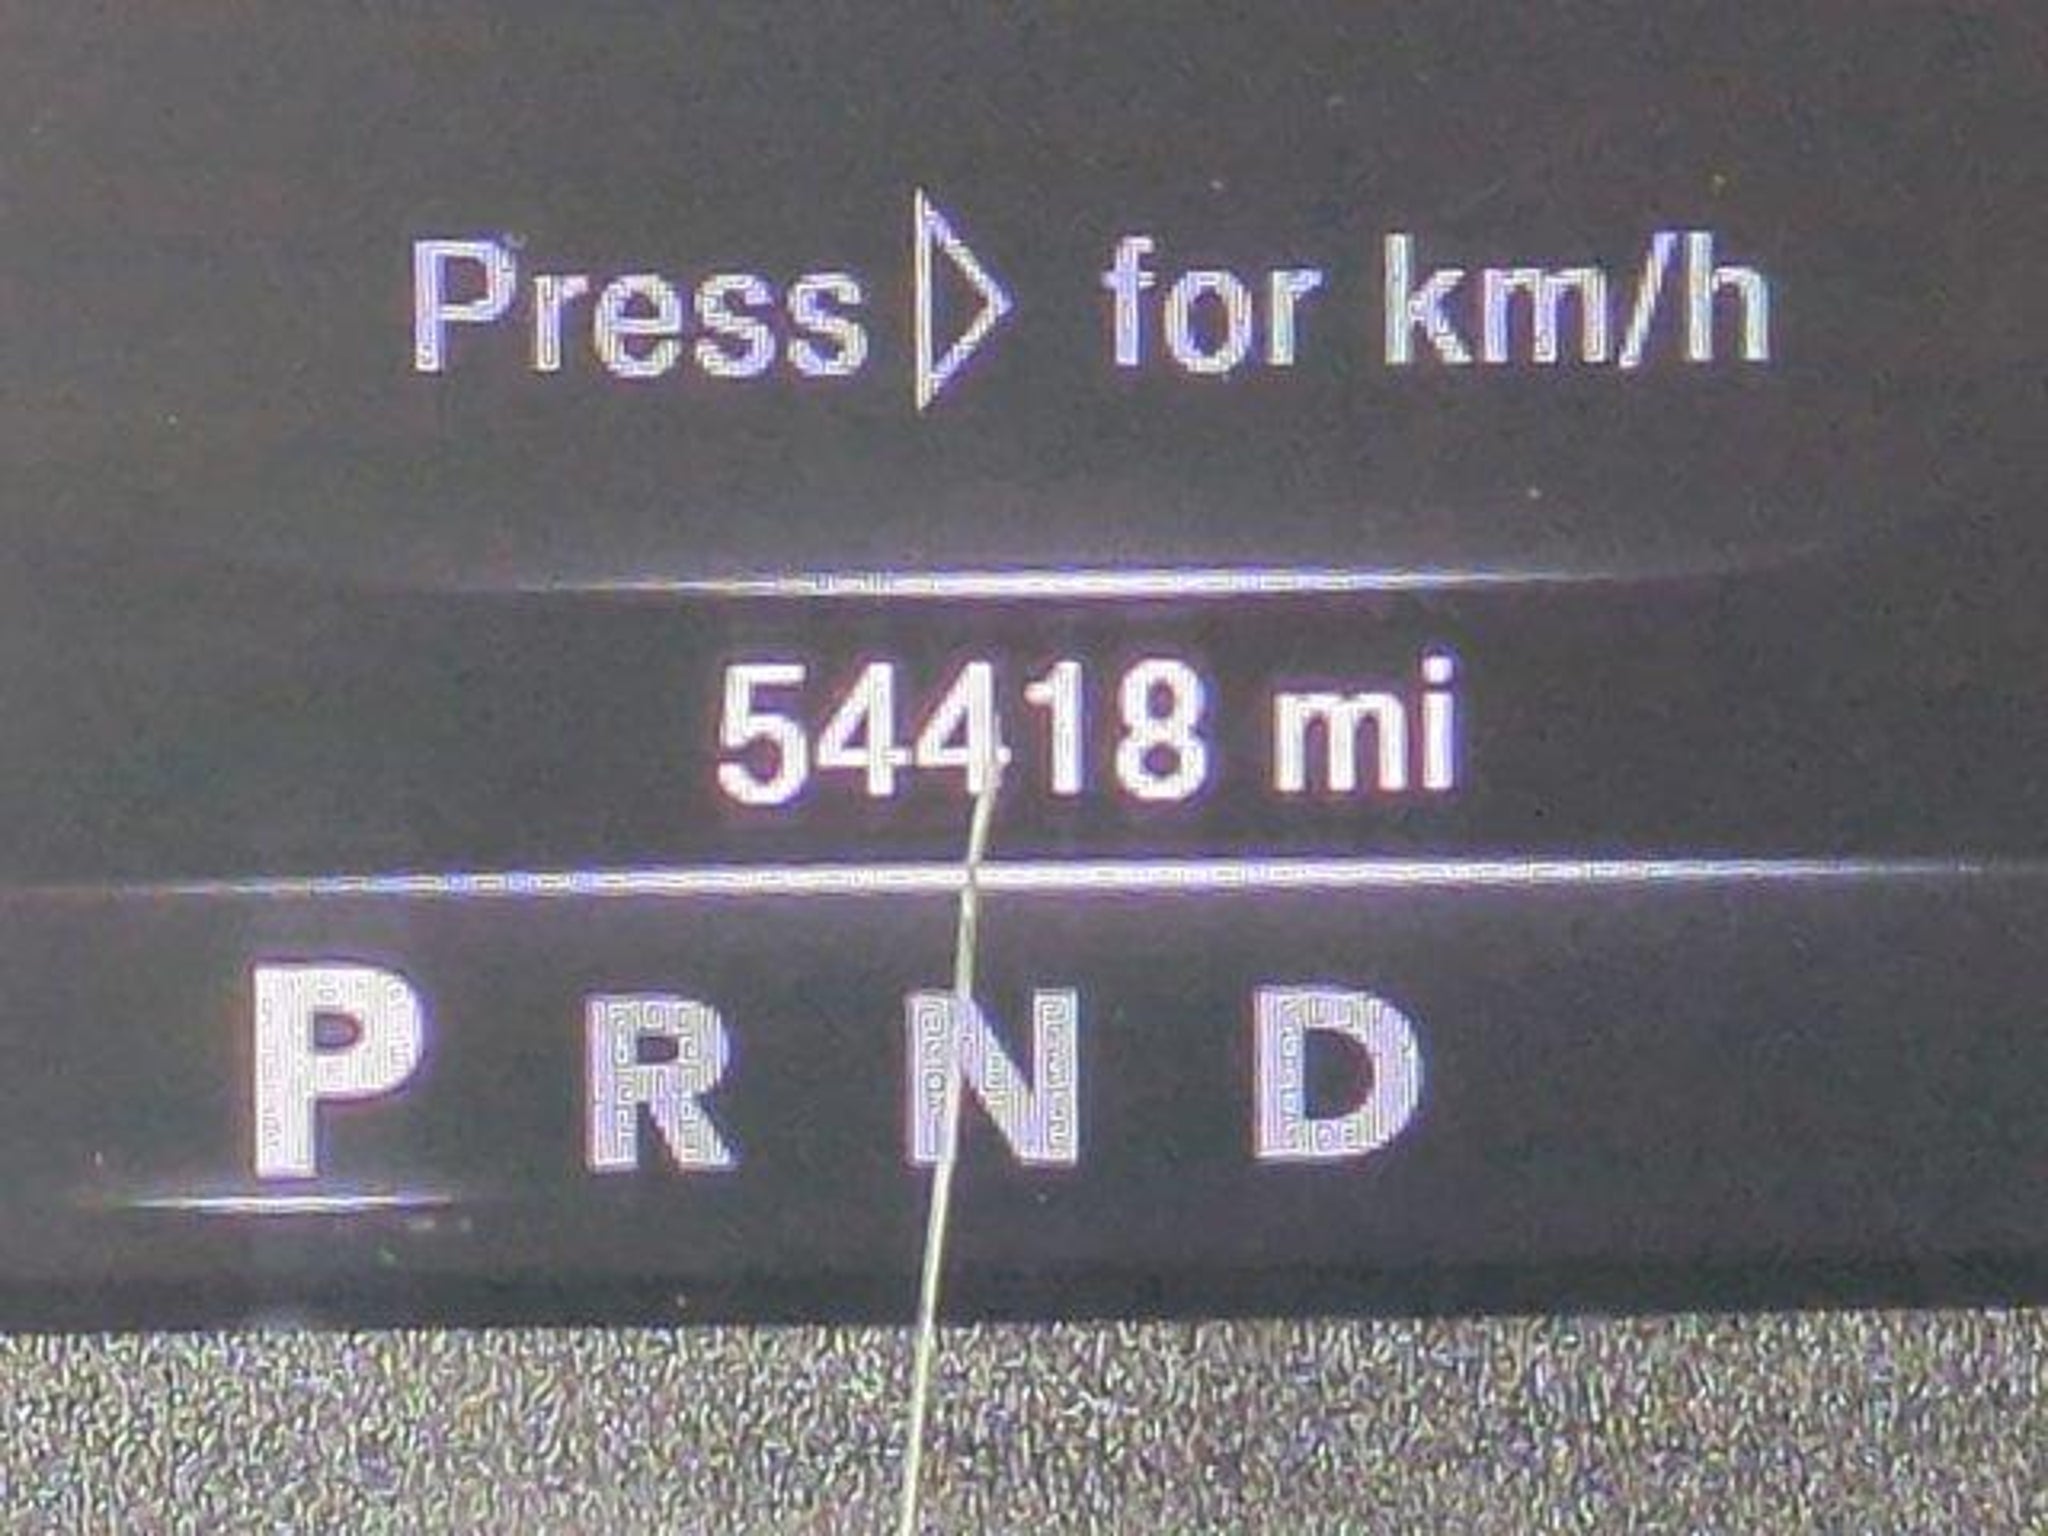 Press ▷ for km/h
54418 mi
P R N D